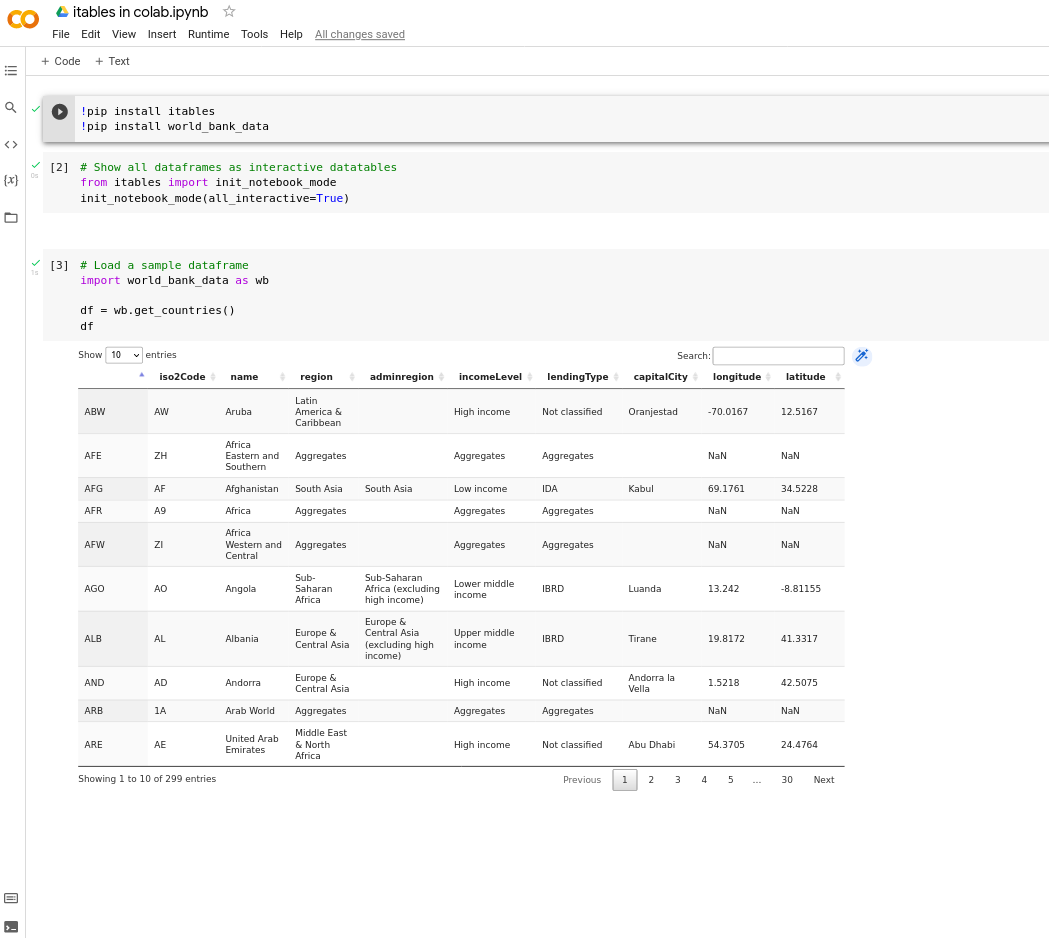 itables in colab.ipynb
File Edit View Insert Runtime Tools Help All changes saved
+ Code + Text
!pip install itables
!pip install world_bank_data
[2] # Show all dataframes as interactive datatables
0s
from itables import init_notebook_mode
init_notebook_mode(all_interactive=True)
[3] # Load a sample dataframe
1s
import world_bank_data as wb
df = wb.get_countries()
df
Show 10 entries Search:
iso2Code name region adminregion incomeLevel lendingType capitalCity longitude latitude
ABW AW Aruba Latin America & Caribbean High income Not classified Oranjestad -70.0167 12.5167
AFE ZH Africa Eastern and Southern Aggregates Aggregates Aggregates NaN NaN
AFG AF Afghanistan South Asia South Asia Low income IDA Kabul 69.1761 34.5228
AFR A9 Africa Aggregates Aggregates Aggregates NaN NaN
AFW ZI Africa Western and Central Aggregates Aggregates Aggregates NaN NaN
AGO AO Angola Sub-Saharan Africa Sub-Saharan Africa (excluding high income) Lower middle income IBRD Luanda 13.242 -8.81155
ALB AL Albania Europe & Central Asia Europe & Central Asia (excluding high income) Upper middle income IBRD Tirane 19.8172 41.3317
AND AD Andorra Europe & Central Asia High income Not classified Andorra la Vella 1.5218 42.5075
ARB 1A Arab World Aggregates Aggregates Aggregates NaN NaN
ARE AE United Arab Emirates Middle East & North Africa High income Not classified Abu Dhabi 54.3705 24.4764
Showing 1 to 10 of 299 entries Previous 1 2 3 4 5 … 30 Next